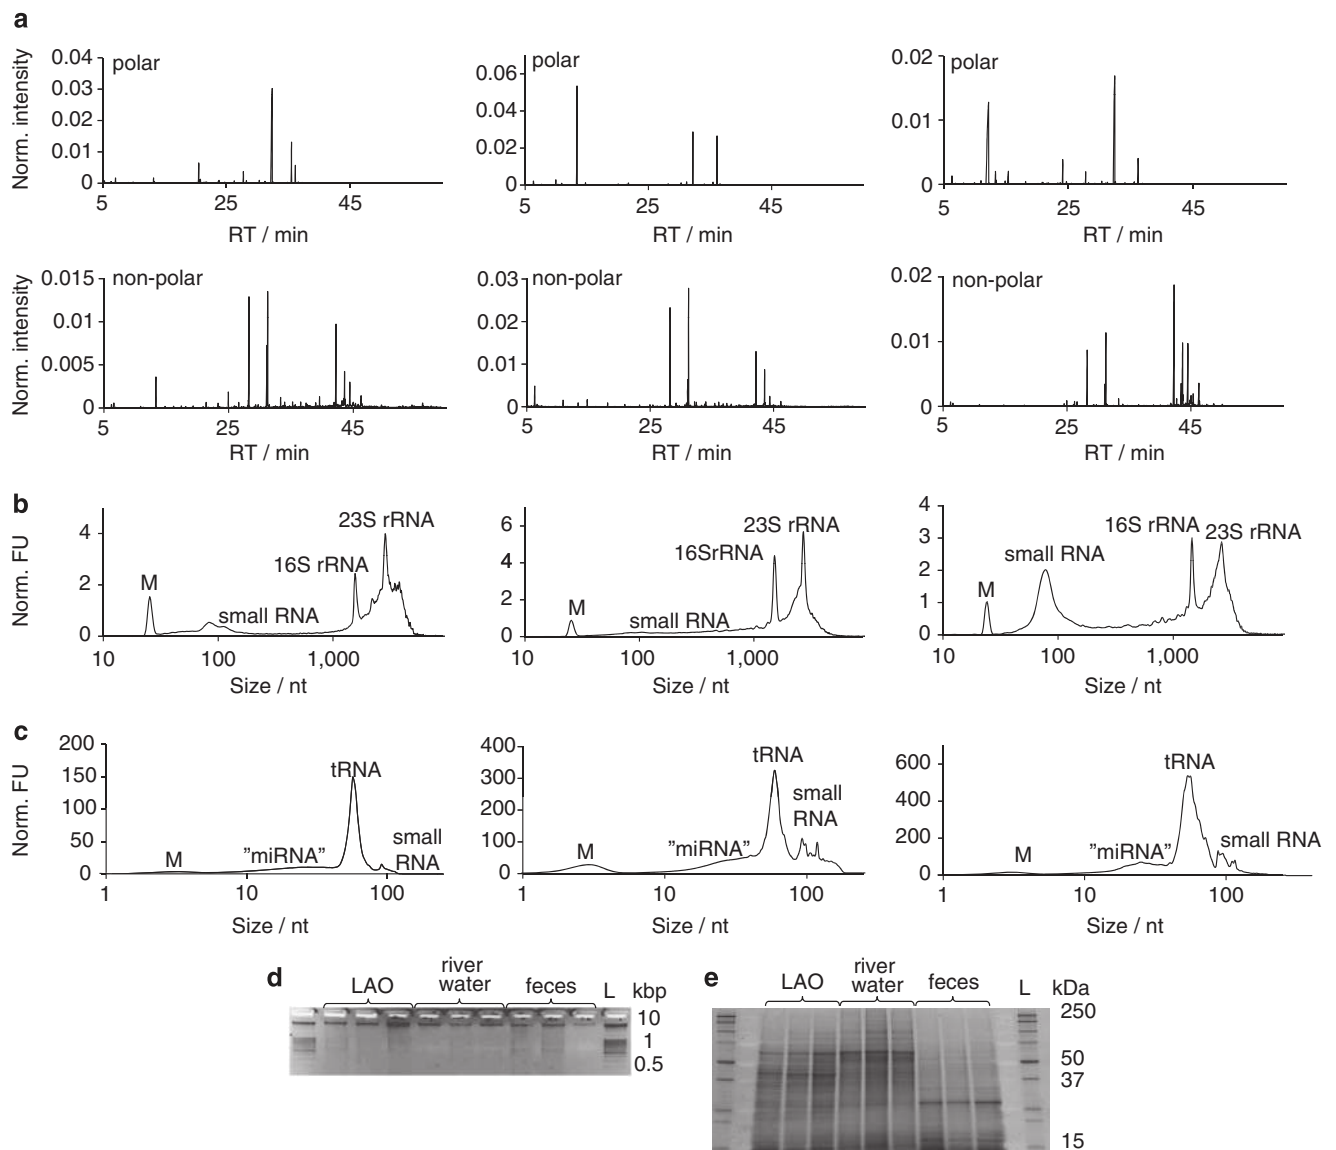 a
Norm. intensity
polar
0.04
0.03
0.02
0.01
0
5 25 45
RT / min
polar
0.06
0.04
0.02
0
5 25 45
RT / min
polar
0.02
0.01
0
5 25 45
RT / min
Norm. intensity
non-polar
0.015
0.01
0.005
0
5 25 45
RT / min
non-polar
0.03
0.02
0.01
0
5 25 45
RT / min
non-polar
0.02
0.01
0
5 25 45
RT / min
b
Norm. FU
4
2
0
M
small RNA
16S rRNA
23S rRNA
10 100 1,000
Size / nt
6
4
2
0
M
small RNA
16SrRNA
23S rRNA
10 100 1,000
Size / nt
4
3
2
1
0
M
small RNA
16S rRNA
23S rRNA
10 100 1,000
Size / nt
c
Norm. FU
200
150
100
50
0
M
"miRNA"
tRNA
small
RNA
1 10 100
Size / nt
400
300
200
100
0
M
"miRNA"
tRNA
small
RNA
1 10 100
Size / nt
600
400
200
0
M
"miRNA"
tRNA
small RNA
1 10 100
Size / nt
d
LAO
river
water
feces
L
kbp
10
1
0.5
e
LAO
river
water
feces
L
kDa
250
50
37
15